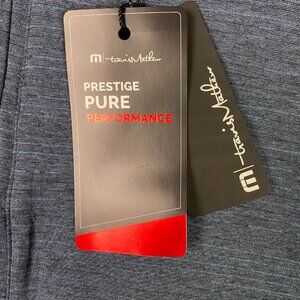 travisMathew
PRESTIGE
PURE
PERFORMANCE
travisMathew